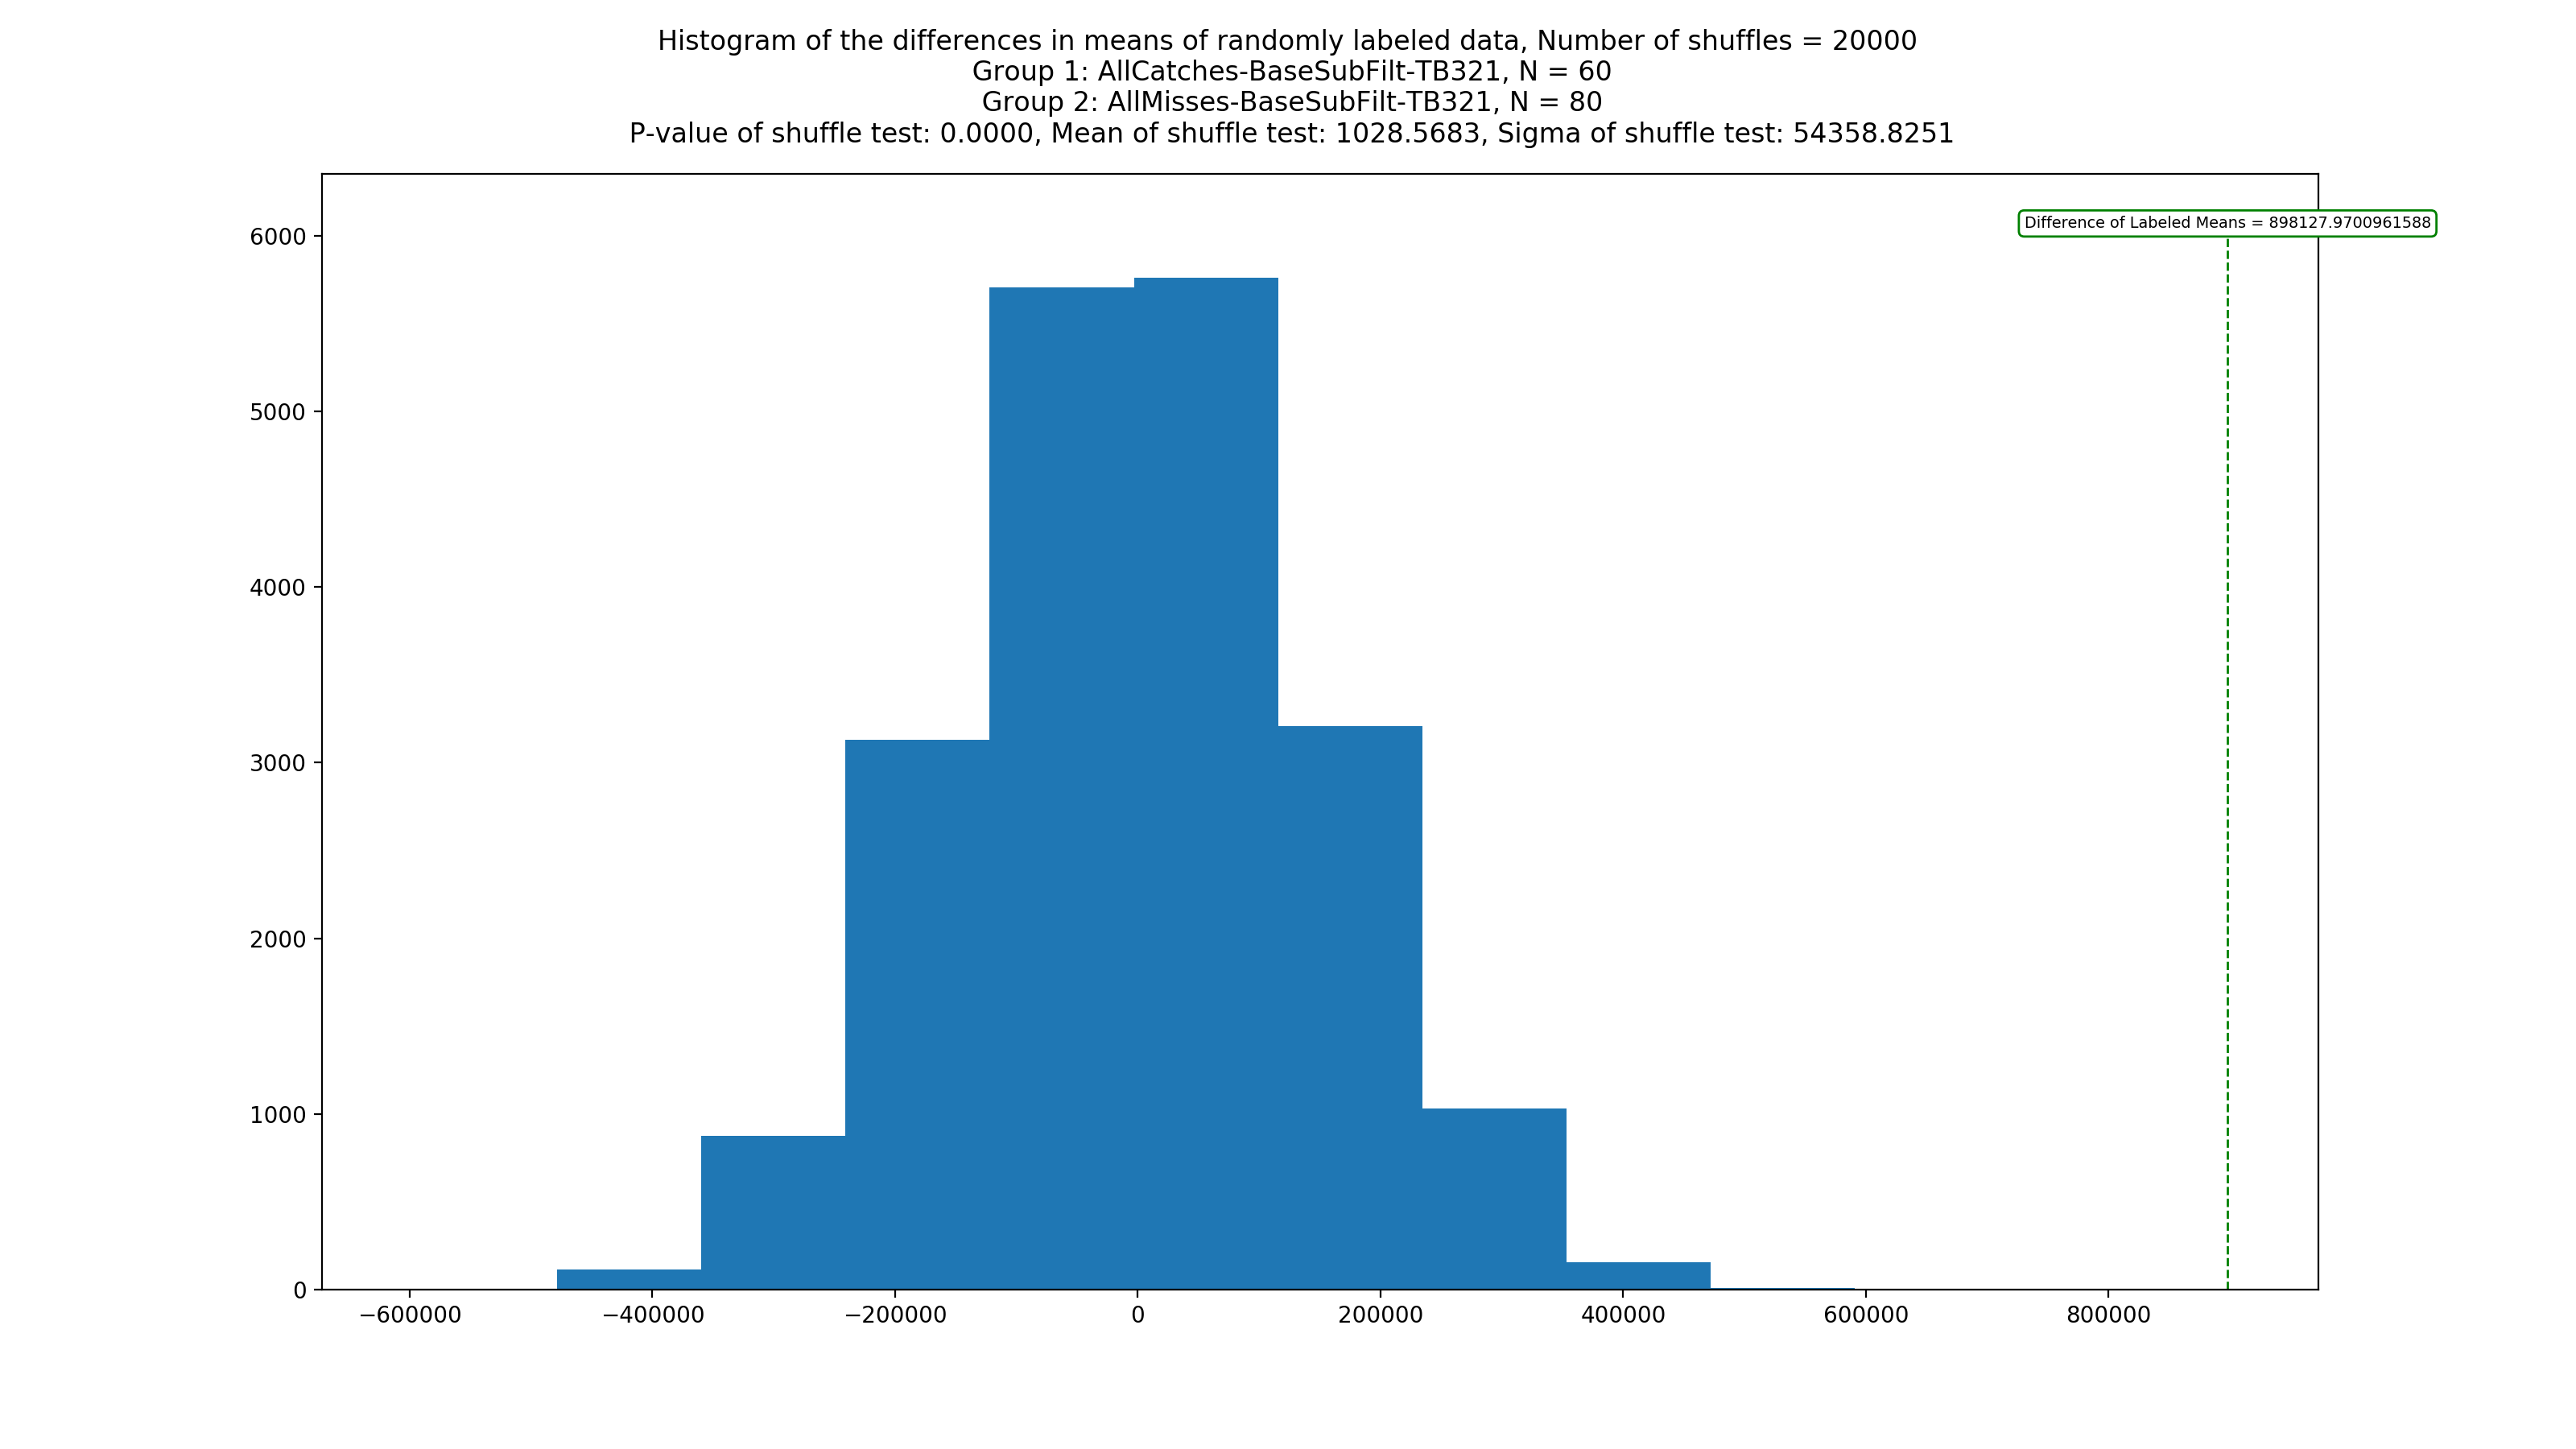 Histogram of the differences in means of randomly labeled data, Number of shuffles = 20000
Group 1: AllCatches-BaseSubFilt-TB321, N = 60
Group 2: AllMisses-BaseSubFilt-TB321, N = 80
P-value of shuffle test: 0.0000, Mean of shuffle test: 1028.5683, Sigma of shuffle test: 54358.8251
Difference of Labeled Means = 898127.9700961588
6000
5000
4000
3000
2000
1000
0
−600000 −400000 −200000 0 200000 400000 600000 800000